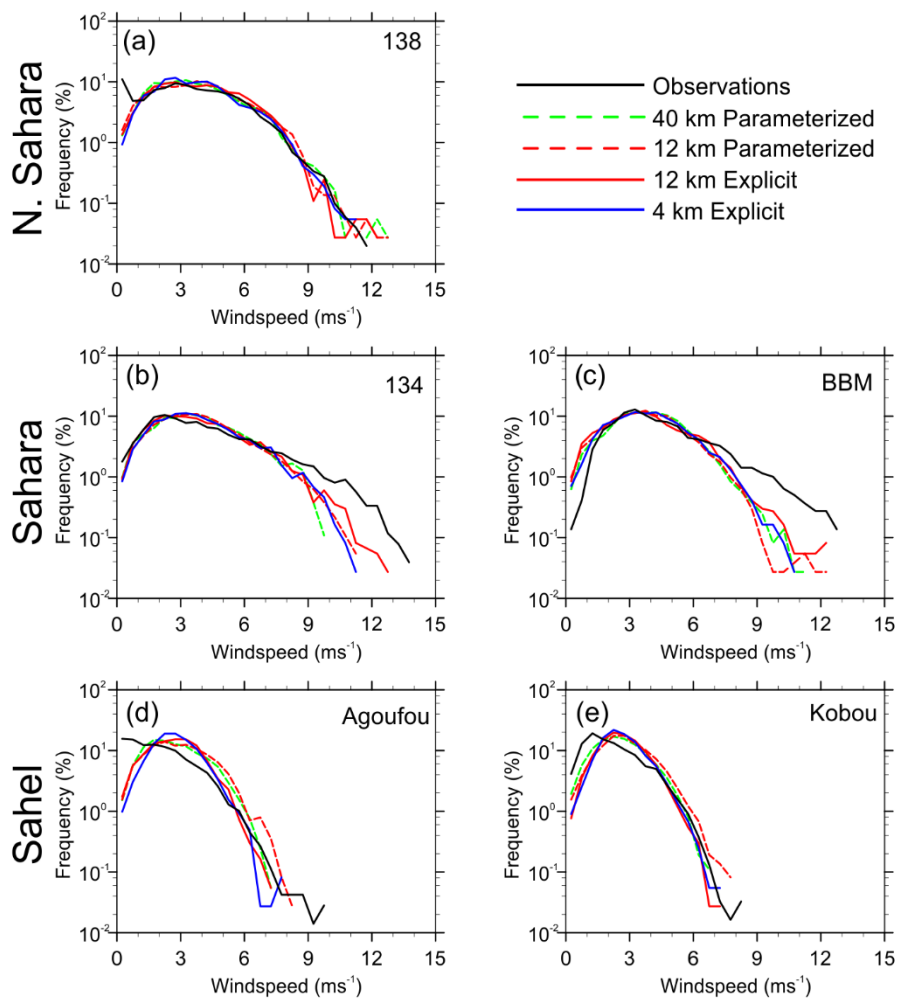 N. Sahara
(a)
138
Frequency (%)
10²
10¹
10⁰
10⁻¹
10⁻²
0 3 6 9 12 15
Windspeed (ms⁻¹)
Observations
40 km Parameterized
12 km Parameterized
12 km Explicit
4 km Explicit
Sahara
(b)
134
Frequency (%)
10²
10¹
10⁰
10⁻¹
10⁻²
0 3 6 9 12 15
Windspeed (ms⁻¹)
(c)
BBM
Frequency (%)
10²
10¹
10⁰
10⁻¹
10⁻²
0 3 6 9 12 15
Windspeed (ms⁻¹)
Sahel
(d)
Agoufou
Frequency (%)
10²
10¹
10⁰
10⁻¹
10⁻²
0 3 6 9 12 15
Windspeed (ms⁻¹)
(e)
Kobou
Frequency (%)
10²
10¹
10⁰
10⁻¹
10⁻²
0 3 6 9 12 15
Windspeed (ms⁻¹)